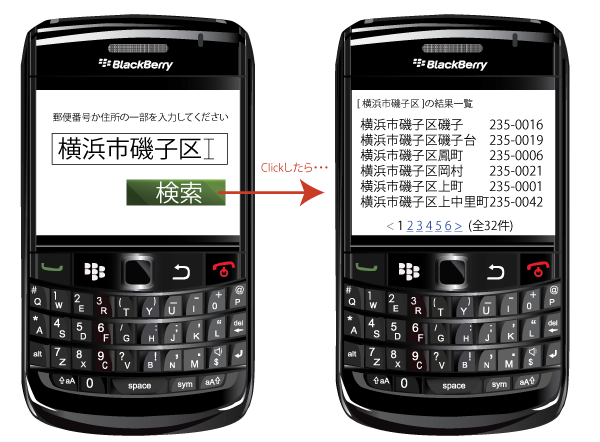 BlackBerry
郵便番号か住所の一部を入力してください
横浜市磯子区
検索
Clickしたら・・・
BlackBerry
[ 横浜市磯子区 ]の結果一覧
横浜市磯子区磯子 235-0016
横浜市磯子区磯子台 235-0019
横浜市磯子区鳳町 235-0006
横浜市磯子区岡村 235-0021
横浜市磯子区上町 235-0001
横浜市磯子区上中里町235-0042
< 1 2 3 4 5 6 > (全32件)
# Q 1 W 2 E 3 R ( T ) Y _ U - I + O @ P
* A 4 S 5 D 6 F / G : H ; J ' K " L del
alt 7 Z 8 X 9 C ? V ! B , N . M $
aA 0 space sym aA
# Q 1 W 2 E 3 R ( T ) Y _ U - I + O @ P
* A 4 S 5 D 6 F / G : H ; J ' K " L del
alt 7 Z 8 X 9 C ? V ! B , N . M $
aA 0 space sym aA